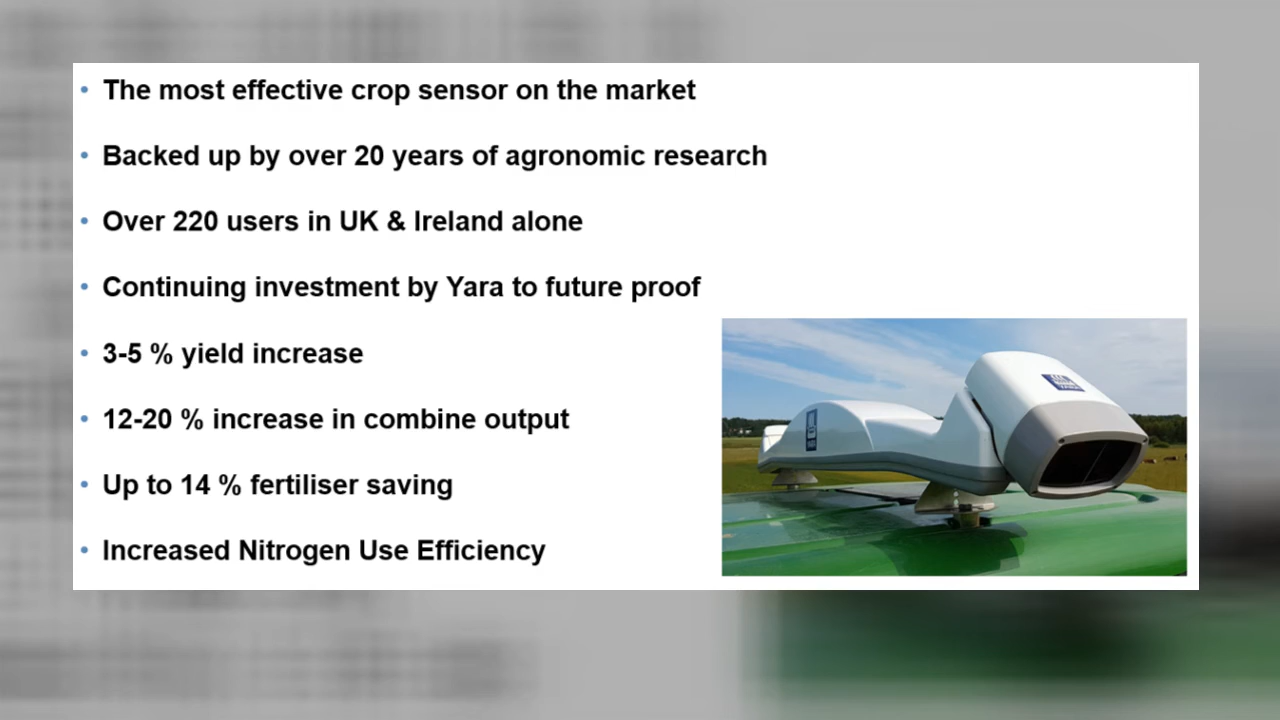 The most effective crop sensor on the market
Backed up by over 20 years of agronomic research
Over 220 users in UK & Ireland alone
Continuing investment by Yara to future proof
3-5 % yield increase
12-20 % increase in combine output
Up to 14 % fertiliser saving
Increased Nitrogen Use Efficiency